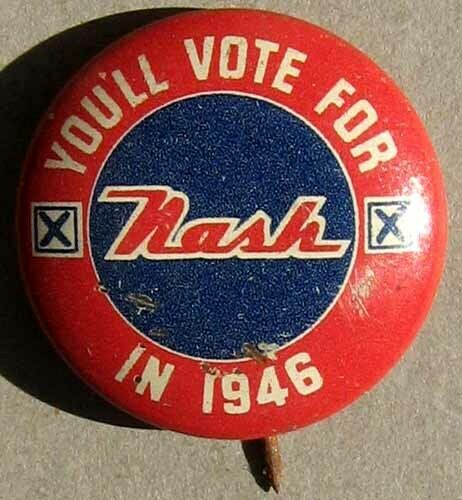 YOU'LL VOTE FOR
X Nash X
IN 1946